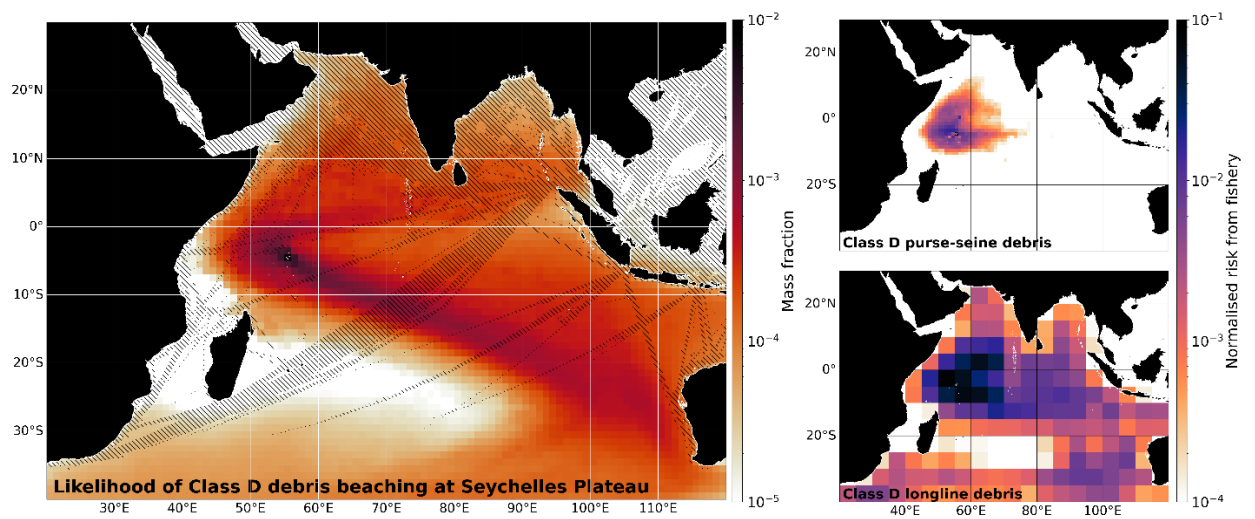 20°N
10°N
0°
10°S
20°S
30°S
20°E
30°E
40°E
50°E
60°E
70°E
80°E
90°E
100°E
110°E
Likelihood of Class D debris beaching at Seychelles Plateau
10⁻²
10⁻³
10⁻⁴
10⁻⁵
Mass fraction
20°N
0°
20°S
Class D purse-seine debris
20°N
0°
20°S
Class D longline debris
40°E
60°E
80°E
100°E
10⁻¹
10⁻²
10⁻³
10⁻⁴
Normalised risk from fishery